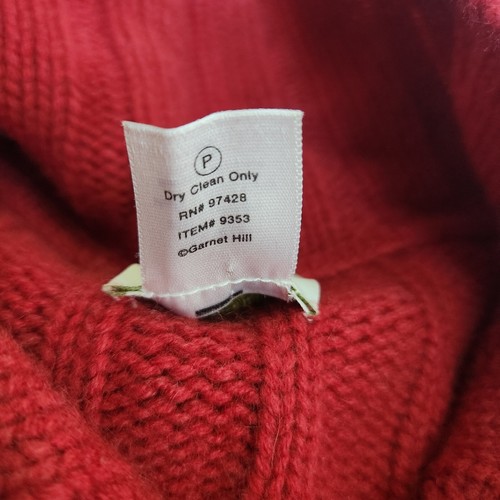 P
Dry Clean Only
RN# 97428
ITEM# 9353
©Garnet Hill